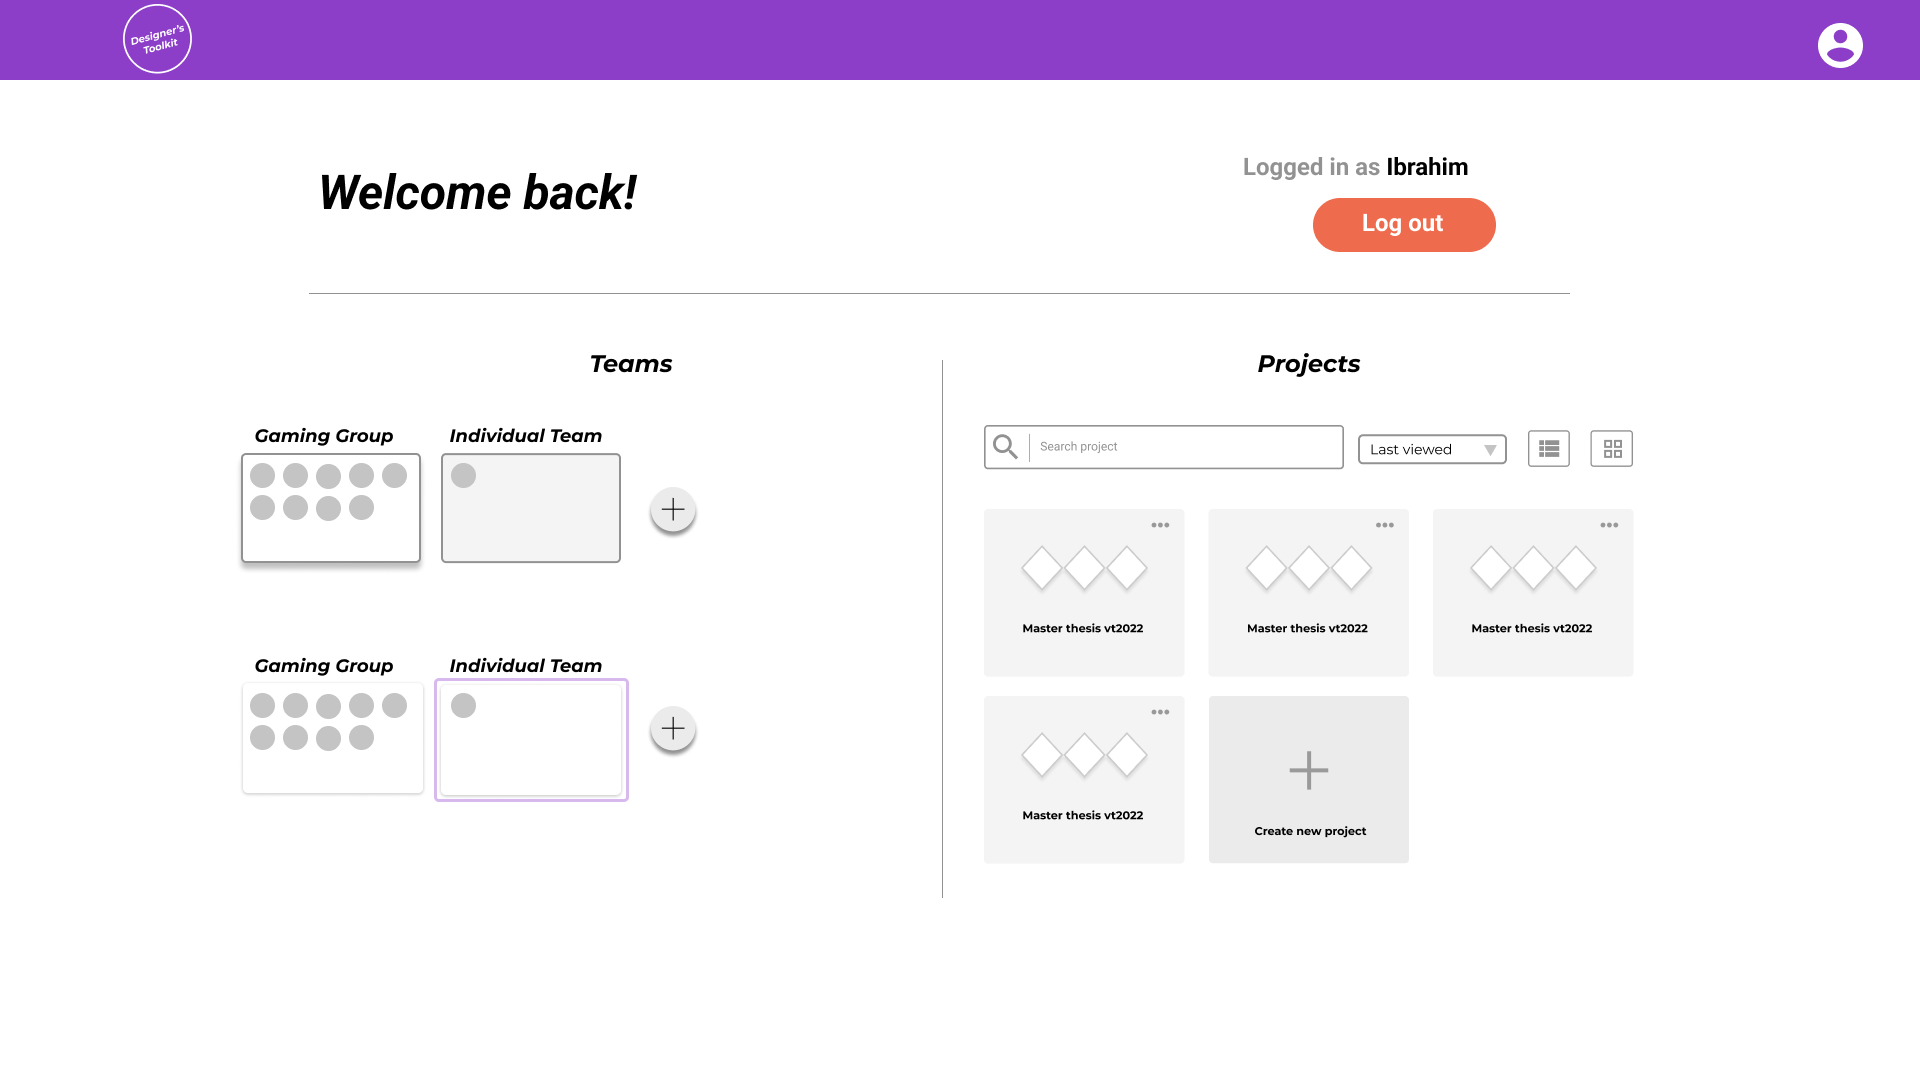 Designer's
Toolkit
Welcome back!
Logged in as Ibrahim
Log out
Teams
Projects
Gaming Group
Individual Team
Search project
Last viewed
Master thesis vt2022
Master thesis vt2022
Master thesis vt2022
Gaming Group
Individual Team
Master thesis vt2022
Create new project